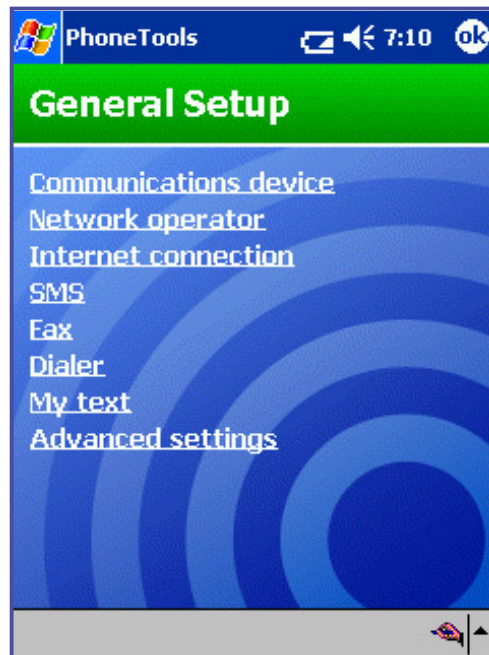 PhoneTools 7:10 ok
General Setup
Communications device
Network operator
Internet connection
SMS
Fax
Dialer
My text
Advanced settings